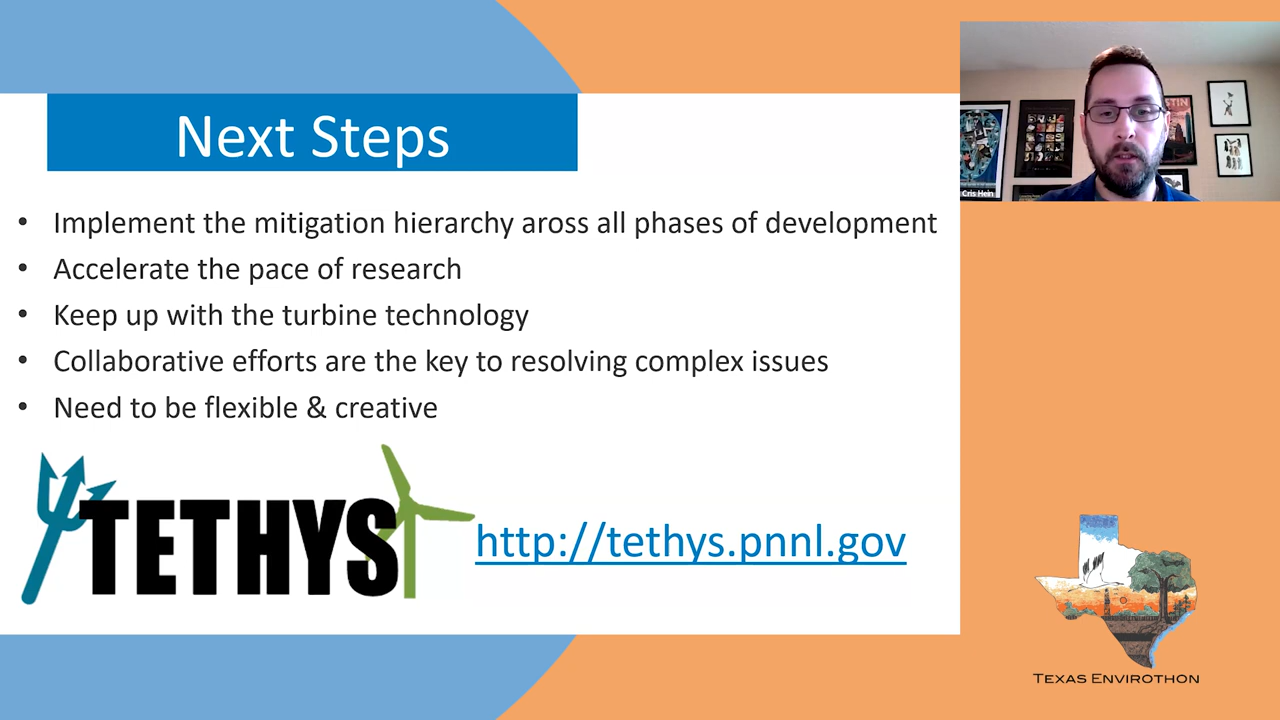 Next Steps
• Implement the mitigation hierarchy aross all phases of development
• Accelerate the pace of research
• Keep up with the turbine technology
• Collaborative efforts are the key to resolving complex issues
• Need to be flexible & creative
TETHYS
http://tethys.pnnl.gov
STIN
Cris Hein
TEXAS ENVIROTHON